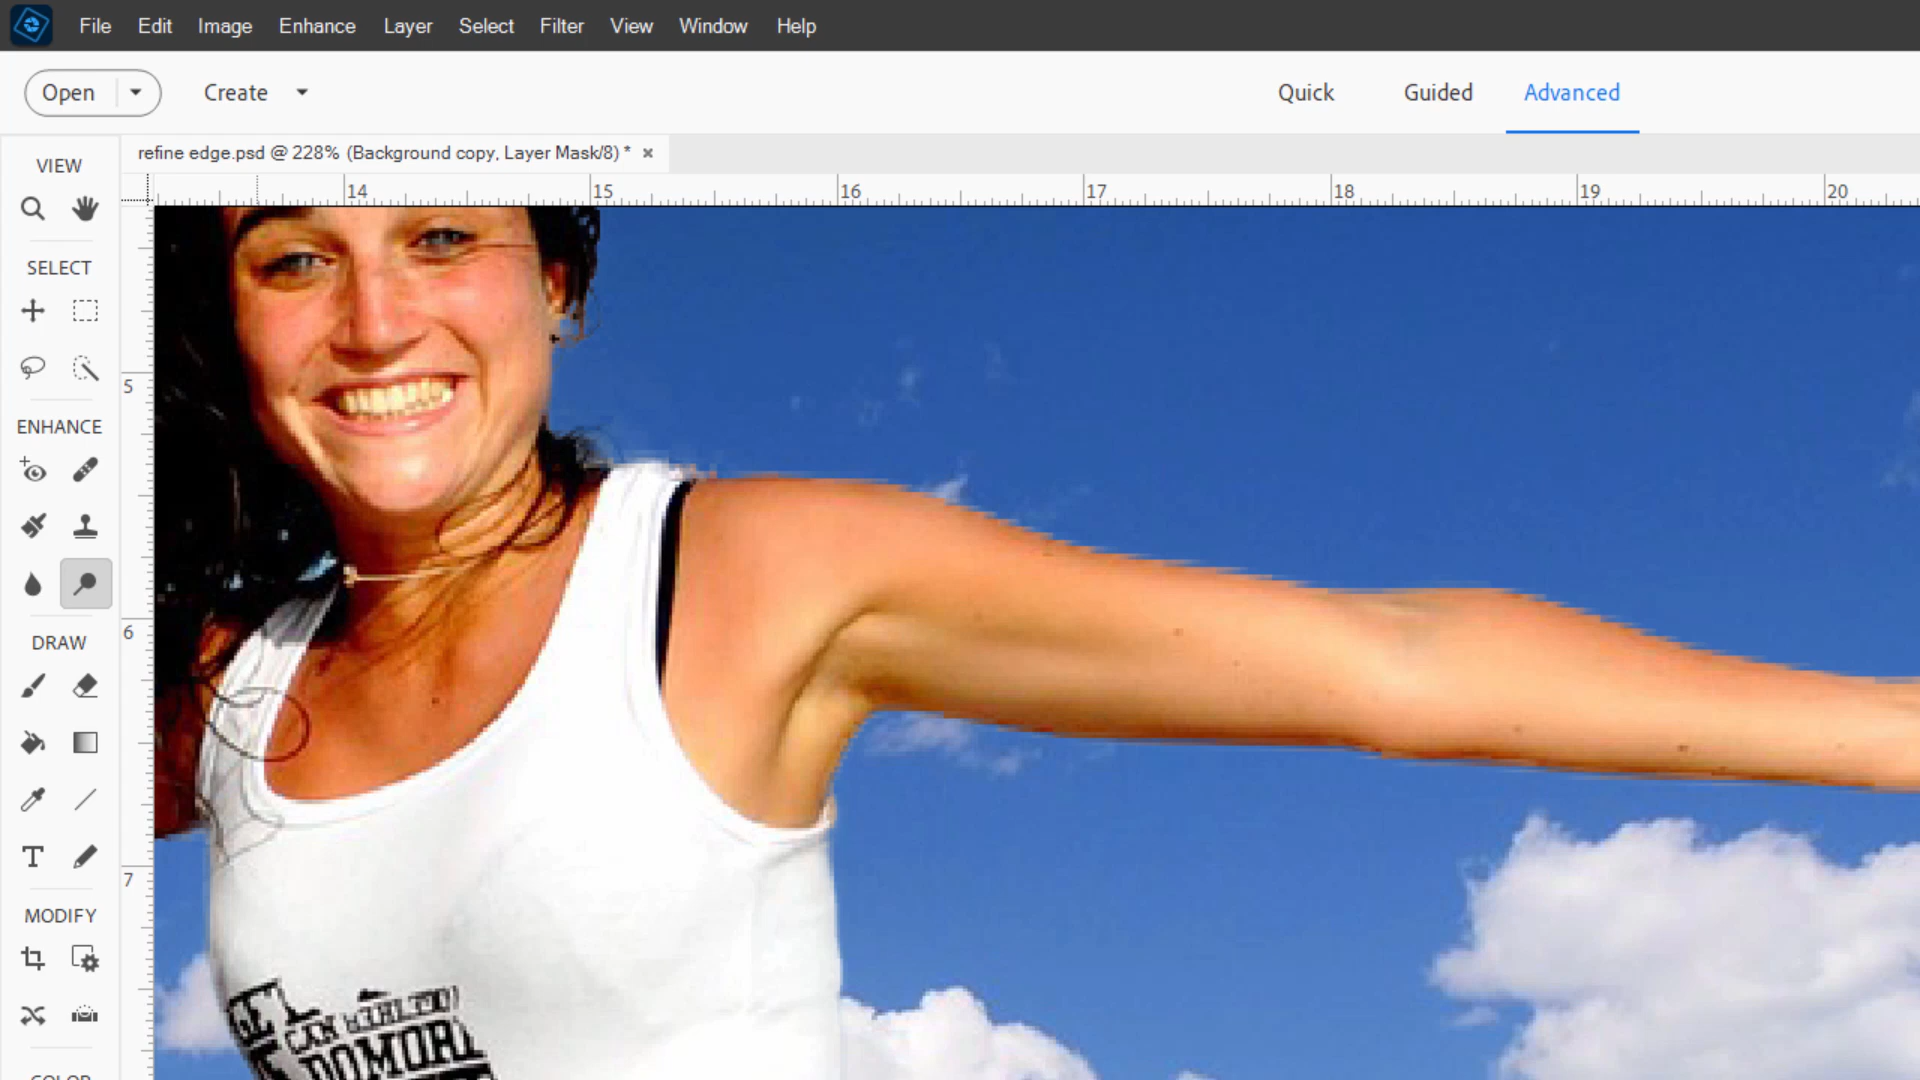 File Edit Image Enhance Layer Select Filter View Window Help
Open Create Quick Guided Advanced
refine edge.psd @ 228% (Background copy, Layer Mask/8) * ×
14 15 16 17 18 19 20
VIEW
SELECT
5
ENHANCE
6
DRAW
7
MODIFY
COLOR